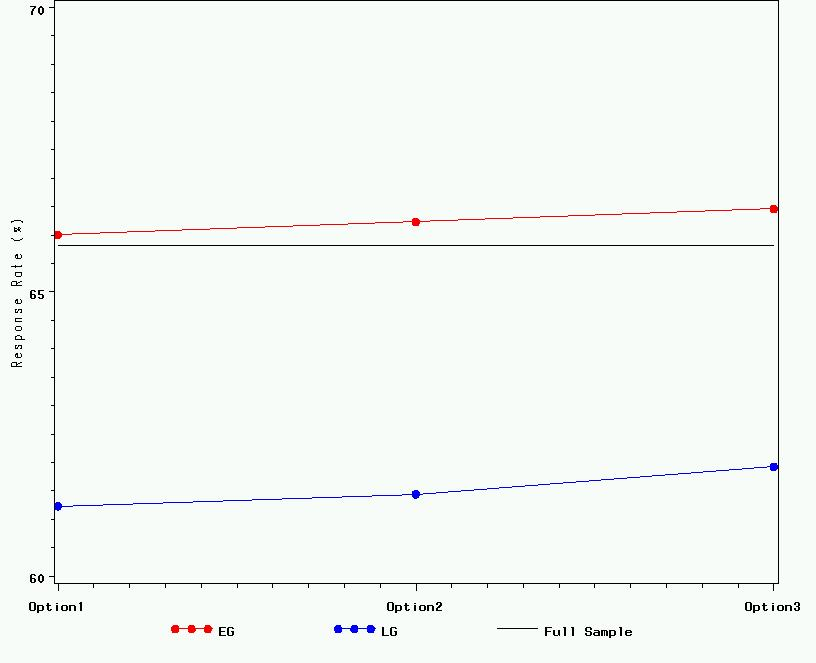 70
65
60
Response Rate (%)
Option1 Option2 Option3
EG LG Full Sample